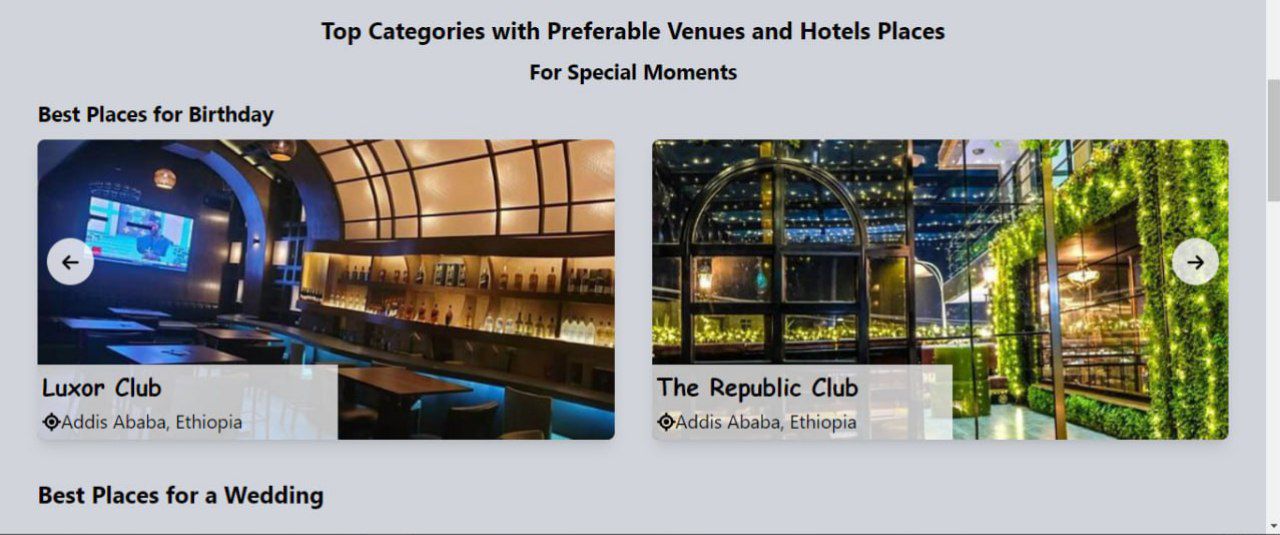 Top Categories with Preferable Venues and Hotels Places
For Special Moments
Best Places for Birthday
Luxor Club
Addis Ababa, Ethiopia
The Republic Club
Addis Ababa, Ethiopia
Best Places for a Wedding